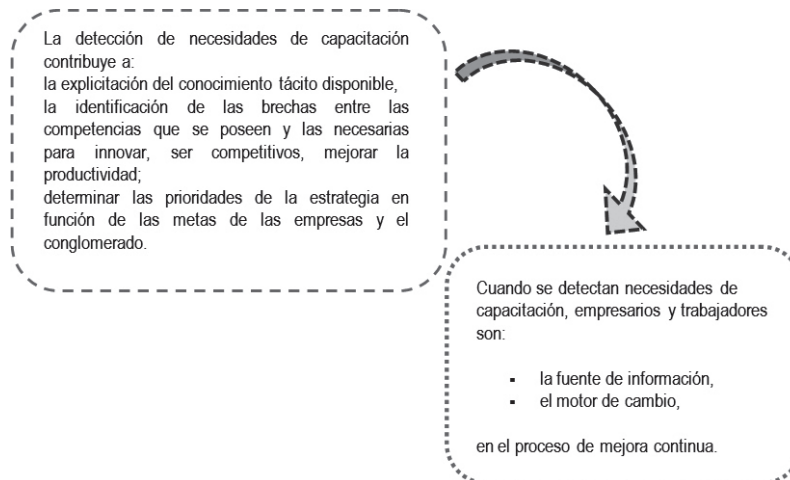 La detección de necesidades de capacitación
contribuye a:
la explicitación del conocimiento tácito disponible,
la identificación de las brechas entre las
competencias que se poseen y las necesarias
para innovar, ser competitivos, mejorar la
productividad;
determinar las prioridades de la estrategia en
función de las metas de las empresas y el
conglomerado.
Cuando se detectan necesidades de
capacitación, empresarios y trabajadores
son:
▪ la fuente de información,
▪ el motor de cambio,
en el proceso de mejora continua.